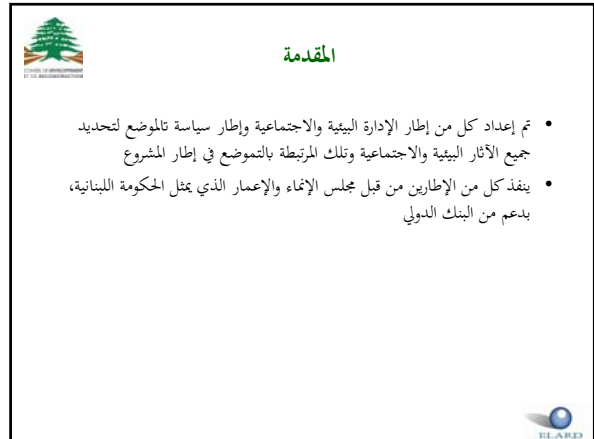 المقدمة
• تم إعداد كل من إطار الإدارة البيئية والاجتماعية وإطار سياسة تالموضع لتحديد
جميع الآثار البيئية والاجتماعية وتلك المرتبطة بالتموضع في إطار المشروع
• ينفذ كل من الإطارين من قبل مجلس الإنماء والإعمار الذي يمثل الحكومة اللبنانية،
بدعم من البنك الدولي
ELARD